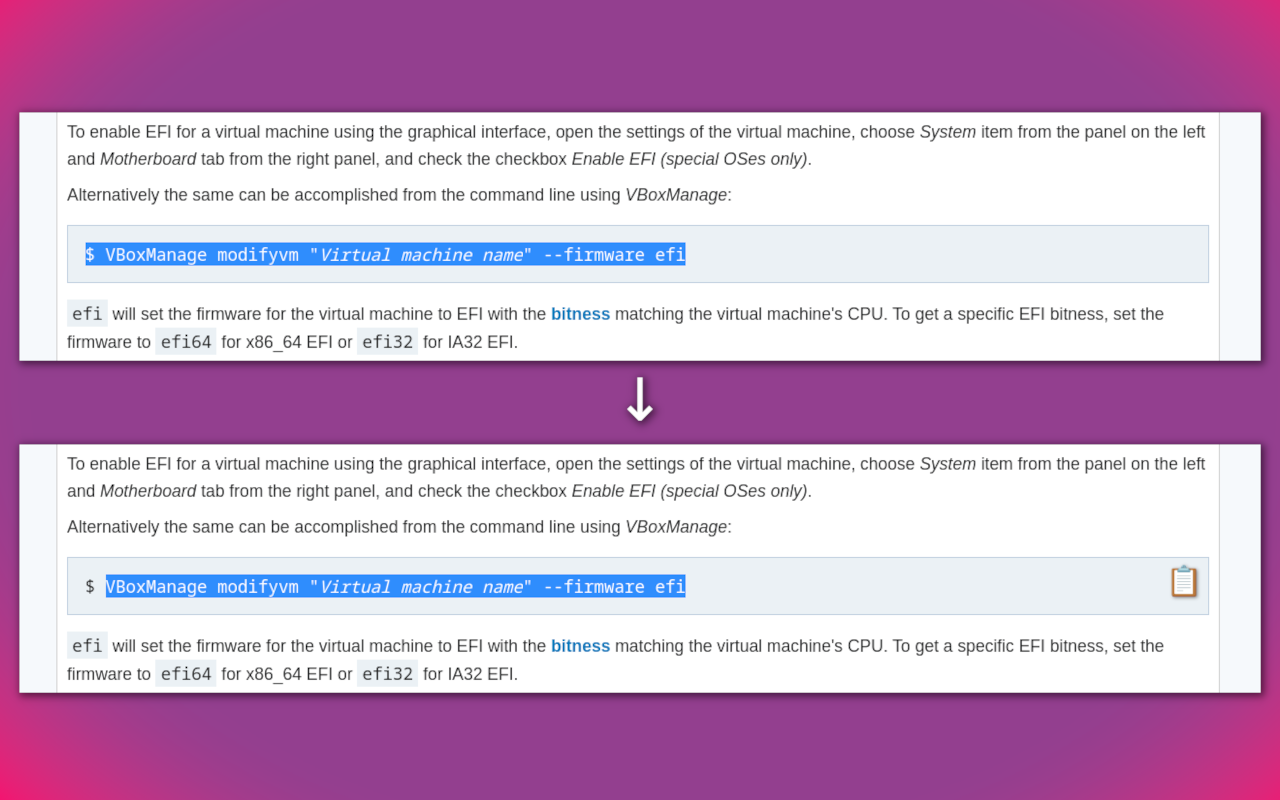 To enable EFI for a virtual machine using the graphical interface, open the settings of the virtual machine, choose System item from the panel on the left
and Motherboard tab from the right panel, and check the checkbox Enable EFI (special OSes only).
Alternatively the same can be accomplished from the command line using VBoxManage:
$ VBoxManage modifyvm "Virtual machine name" --firmware efi
efi will set the firmware for the virtual machine to EFI with the bitness matching the virtual machine's CPU. To get a specific EFI bitness, set the
firmware to efi64 for x86_64 EFI or efi32 for IA32 EFI.
To enable EFI for a virtual machine using the graphical interface, open the settings of the virtual machine, choose System item from the panel on the left
and Motherboard tab from the right panel, and check the checkbox Enable EFI (special OSes only).
Alternatively the same can be accomplished from the command line using VBoxManage:
$ VBoxManage modifyvm "Virtual machine name" --firmware efi
efi will set the firmware for the virtual machine to EFI with the bitness matching the virtual machine's CPU. To get a specific EFI bitness, set the
firmware to efi64 for x86_64 EFI or efi32 for IA32 EFI.